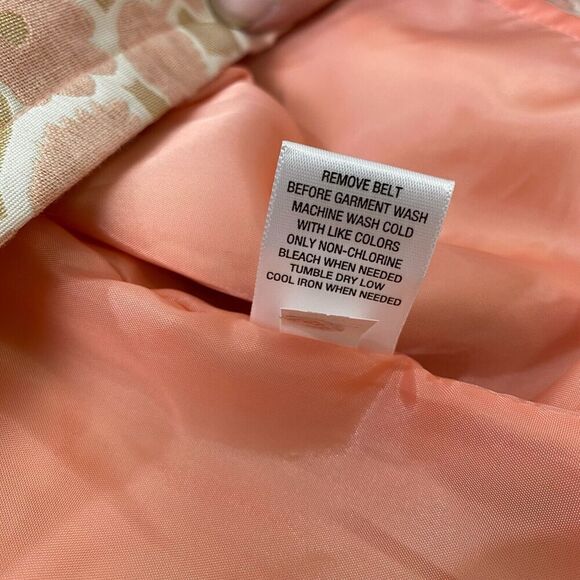 REMOVE BELT
BEFORE GARMENT WASH
MACHINE WASH COLD
WITH LIKE COLORS
ONLY NON-CHLORINE
BLEACH WHEN NEEDED
TUMBLE DRY LOW
COOL IRON WHEN NEEDED